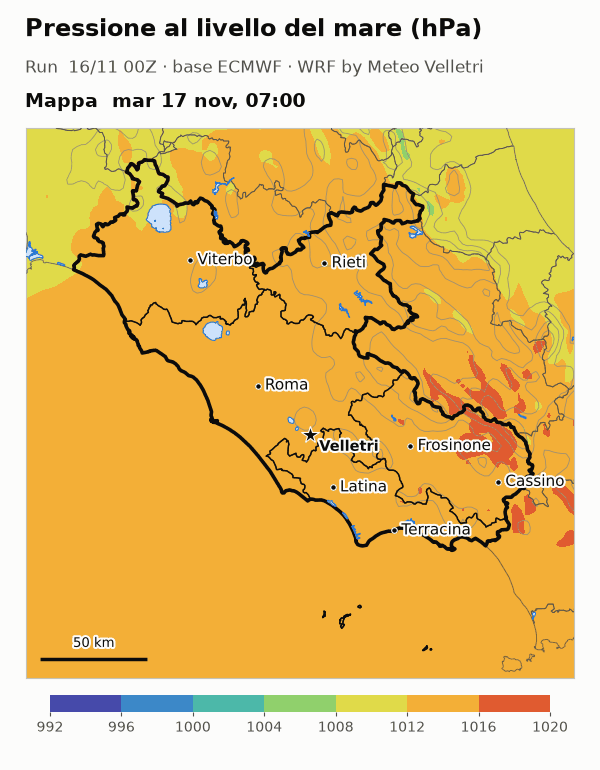 Pressione al livello del mare (hPa)
Run  16/11 00Z · base ECMWF · WRF by Meteo Velletri
Mappa  mar 17 nov, 07:00
Viterbo
Rieti
Roma
Velletri
Frosinone
Latina
Cassino
Terracina
50 km
992 996 1000 1004 1008 1012 1016 1020